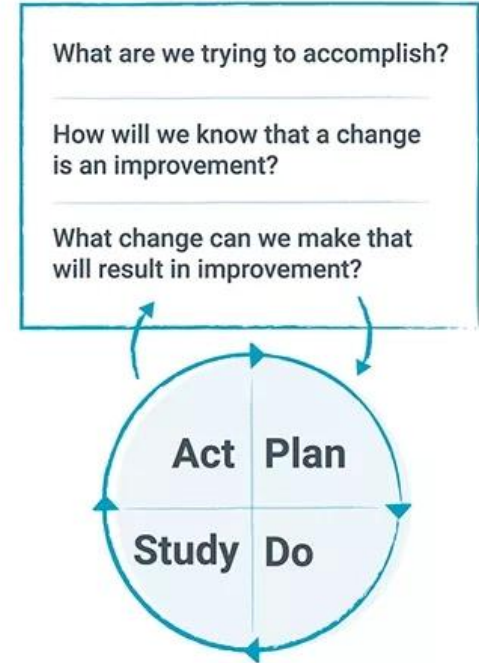 What are we trying to accomplish?
How will we know that a change
is an improvement?
What change can we make that
will result in improvement?
Act Plan
Study Do